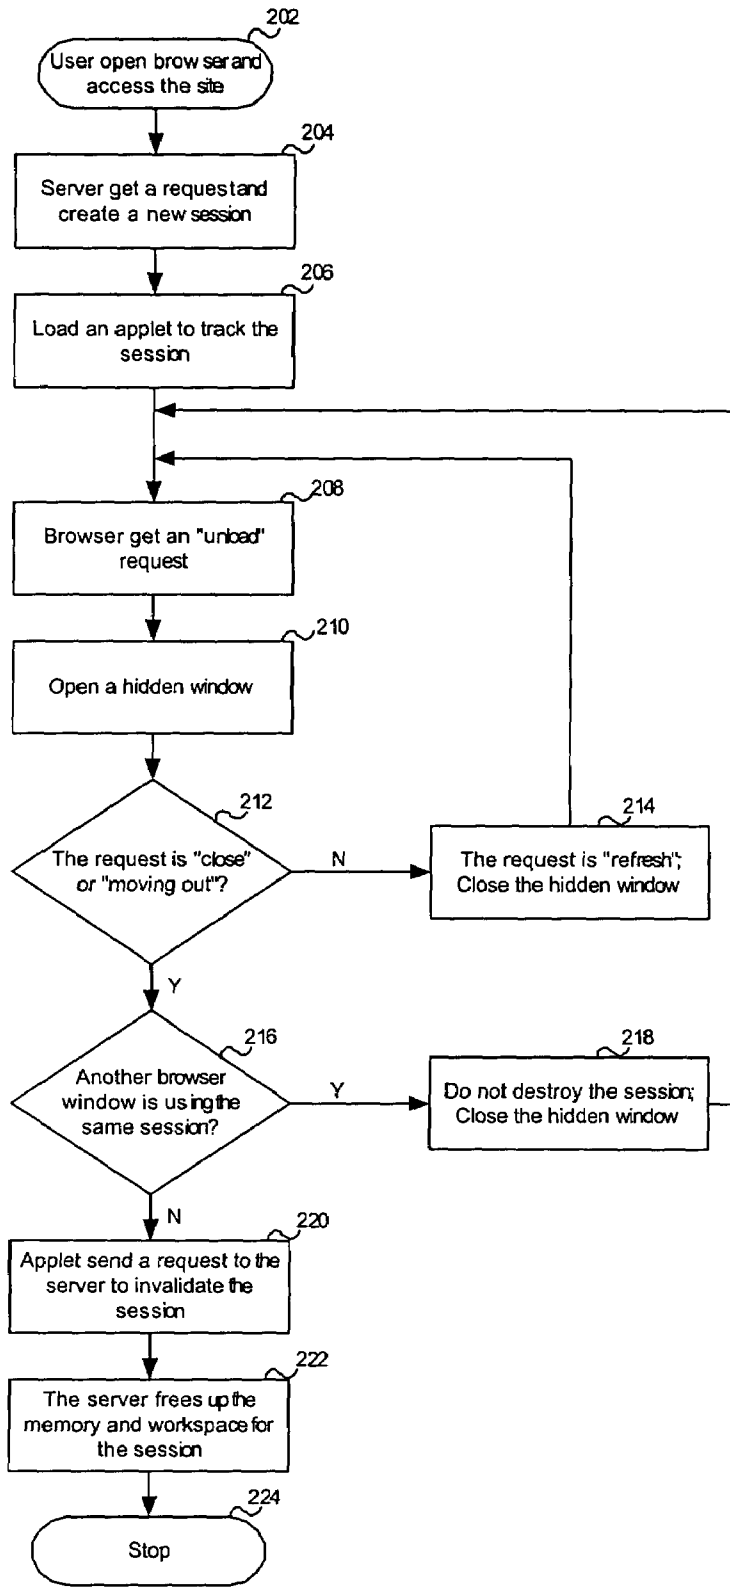 202
User open browser and
access the site
204
Server get a request and
create a new session
206
Load an applet to track the
session
208
Browser get an "unload"
request
210
Open a hidden window
212
The request is "close"
or "moving out"?
N
214
The request is "refresh";
Close the hidden window
Y
216
Another browser
window is using the
same session?
Y
218
Do not destroy the session;
Close the hidden window
N
220
Applet send a request to the
server to invalidate the
session
222
The server frees up the
memory and workspace for
the session
224
Stop